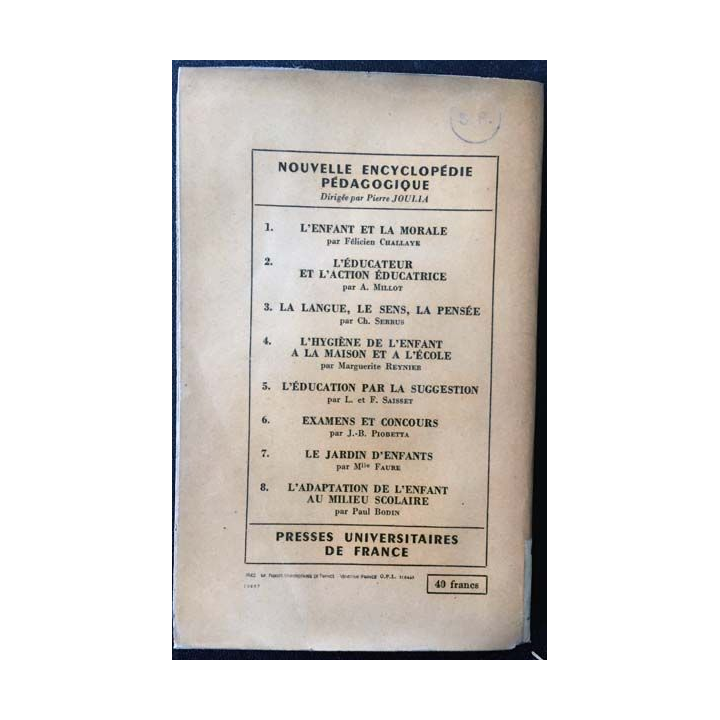 S. P.
NOUVELLE ENCYCLOPÉDIE
PÉDAGOGIQUE
Dirigée par Pierre JOULIA
1. L'ENFANT ET LA MORALE
par Félicien CHALLAYE
2. L'ÉDUCATEUR
ET L'ACTION ÉDUCATRICE
par A. MILLOT
3. LA LANGUE, LE SENS, LA PENSÉE
par Ch. SERRUS
4. L'HYGIÈNE DE L'ENFANT
A LA MAISON ET A L'ÉCOLE
par Marguerite REYNIER
5. L'ÉDUCATION PAR LA SUGGESTION
par L. et F. SAISSET
6. EXAMENS ET CONCOURS
par J.-B. PIOBETTA
7. LE JARDIN D'ENFANTS
par Mlle FAURE
8. L'ADAPTATION DE L'ENFANT
AU MILIEU SCOLAIRE
par Paul BODIN
PRESSES UNIVERSITAIRES
DE FRANCE
40 francs